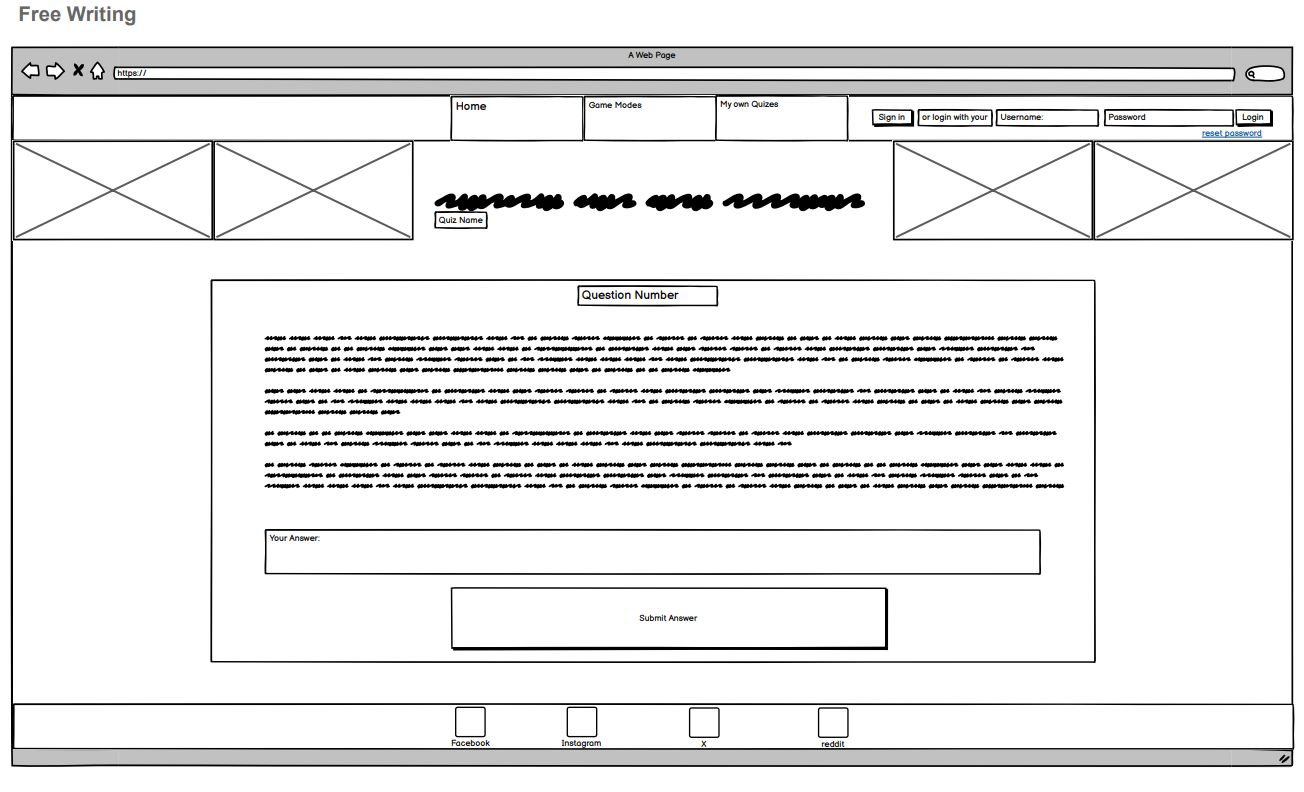 Free Writing
A Web Page
https://
Home
Game Modes
My own Quizes
Sign in
or login with your
Username:
Password
Login
reset password
Quiz Name
Question Number
Your Answer:
Submit Answer
Facebook
Instagram
X
reddit